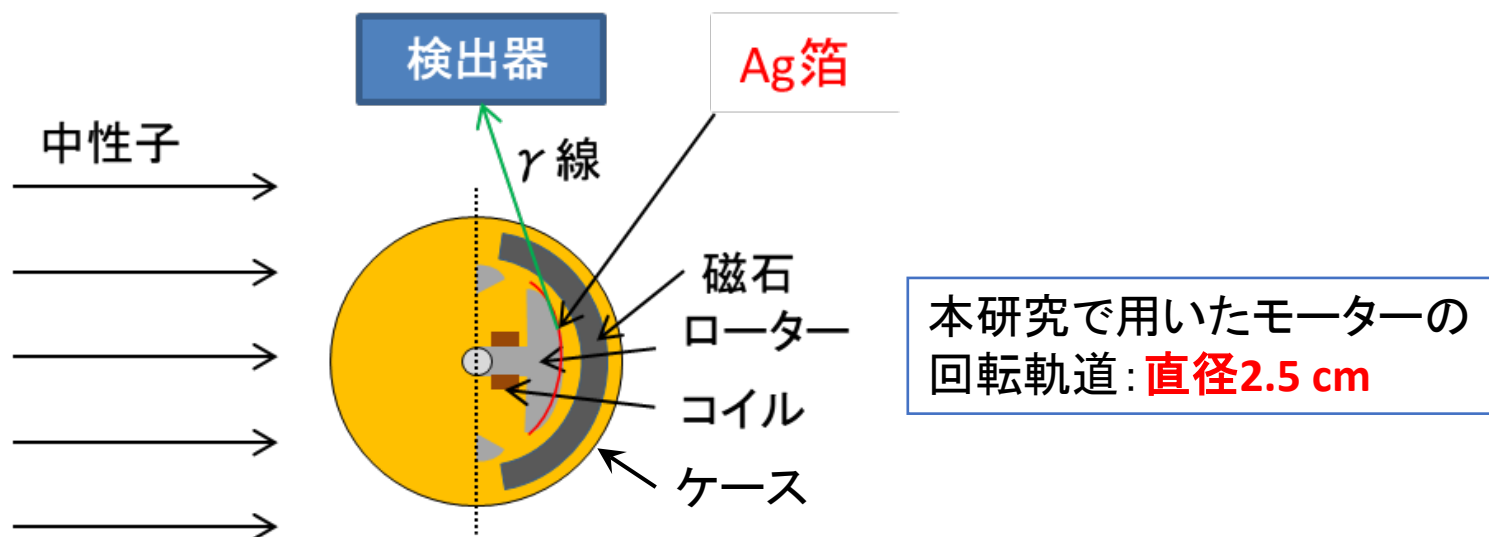 検出器
Ag箔
中性子
γ線
磁石
ローター
コイル
ケース
本研究で用いたモーターの
回転軌道：直径2.5 cm